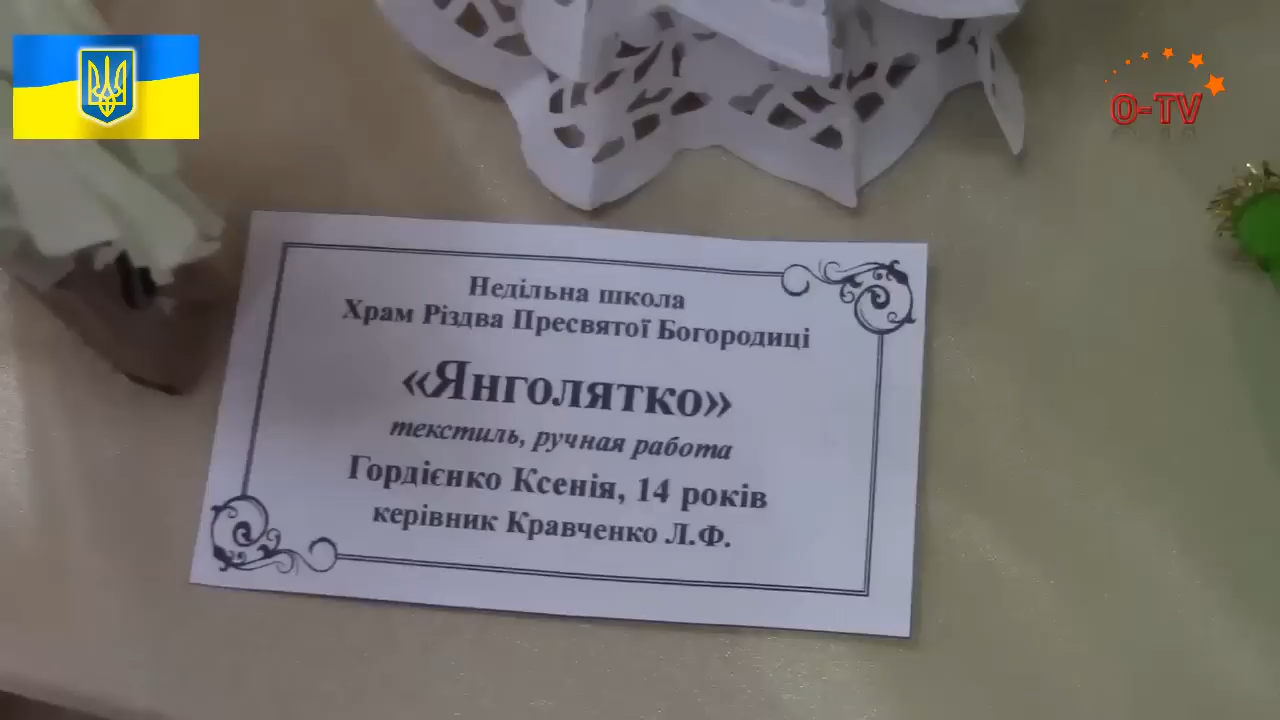 O-TV
Недільна школа
Храм Різдва Пресвятої Богородиці
«Янголятко»
текстиль, ручная работа
Гордієнко Ксенія, 14 років
керівник Кравченко Л.Ф.